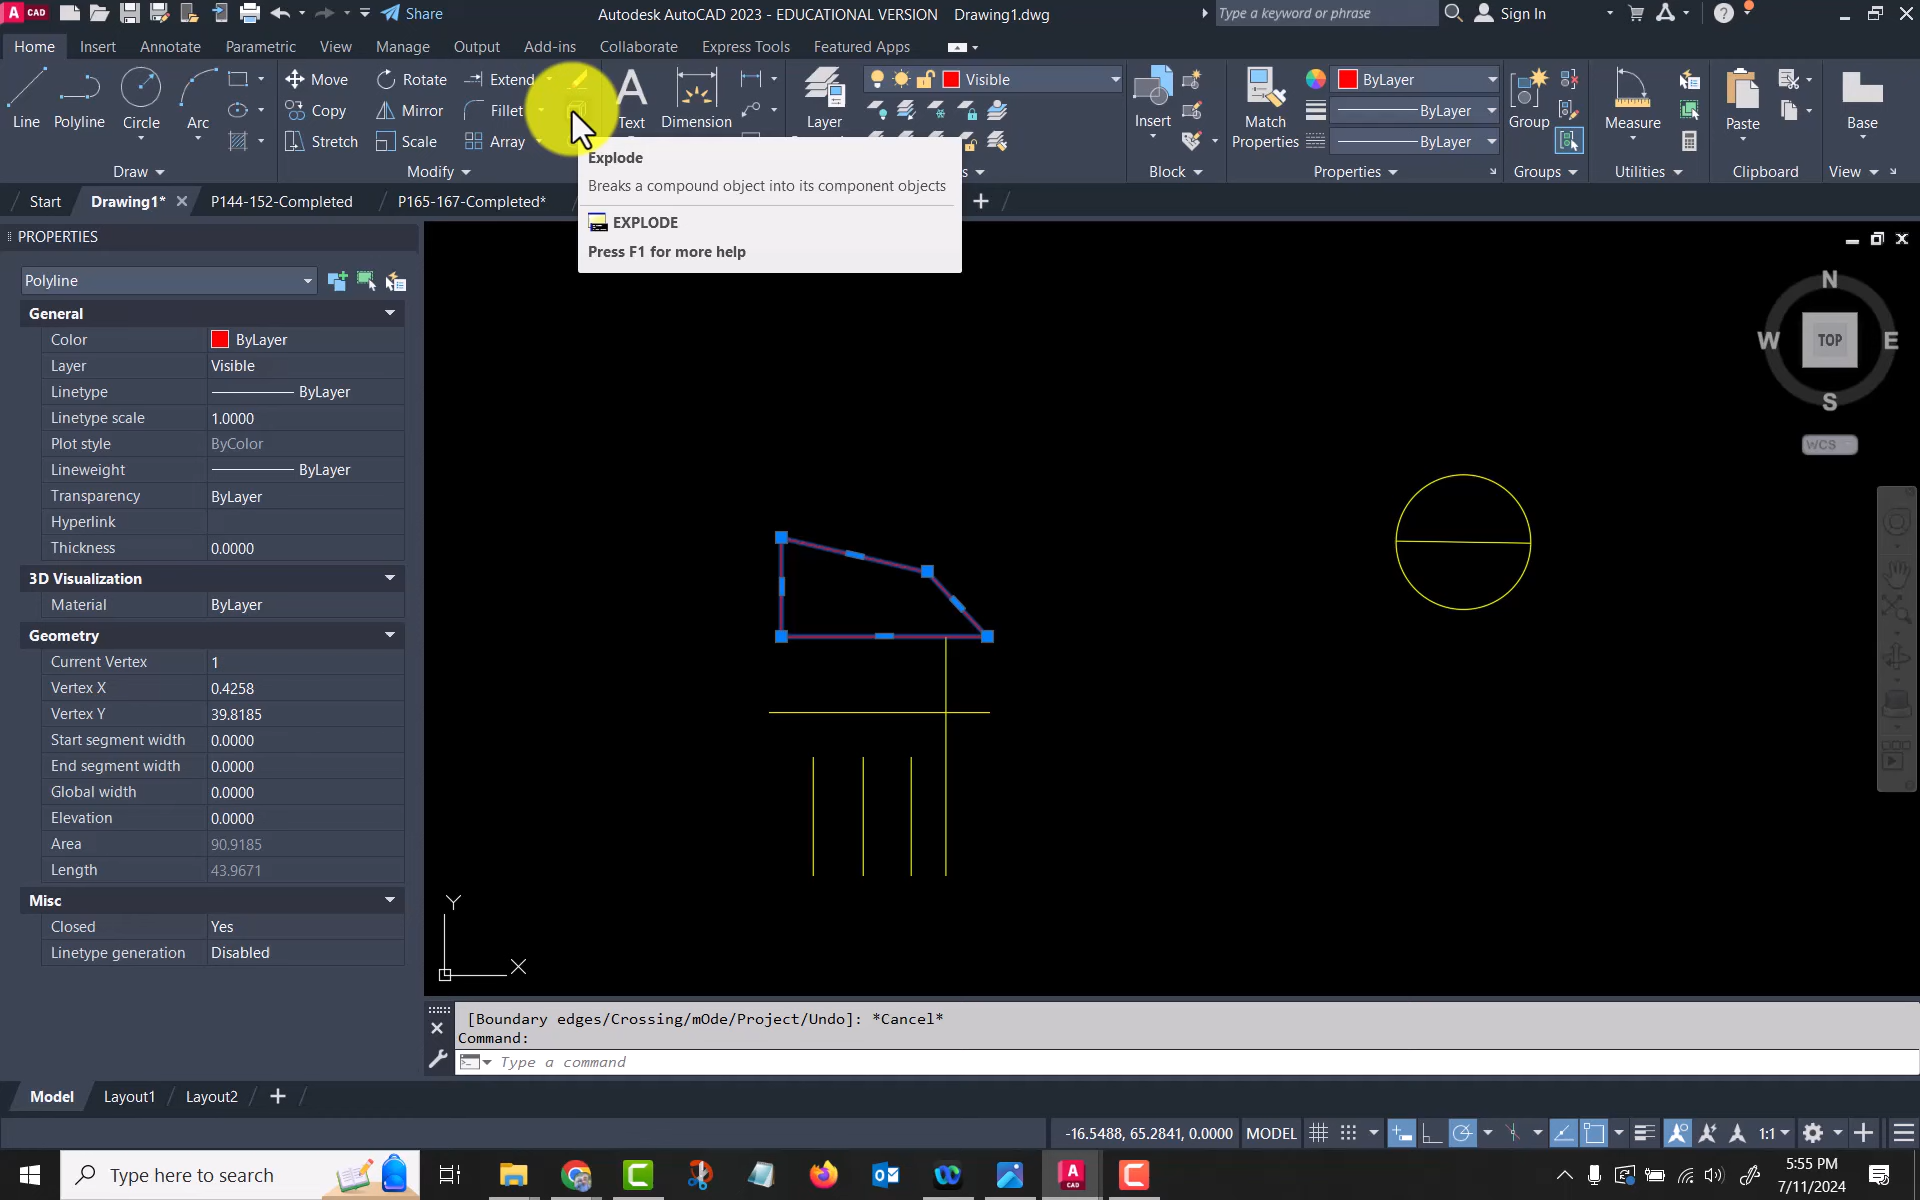 A CAD
Share
Autodesk AutoCAD 2023 - EDUCATIONAL VERSION Drawing1.dwg
Type a keyword or phrase
Sign In
Home Insert Annotate Parametric View Manage Output Add-ins Collaborate Express Tools Featured Apps
Line Polyline Circle Arc
Move Rotate Extend
Copy Mirror Fillet
Stretch Scale Array
Text Dimension Layer
Visible
Insert
Match
Properties
ByLayer
ByLayer
ByLayer
Group Measure Paste Base
Draw Modify Block Properties Groups Utilities View
Explode
Breaks a compound object into its component objects
EXPLODE
Press F1 for more help
Start Drawing1* P144-152-Completed P165-167-Completed*
PROPERTIES
Polyline
General
Color ByLayer
Layer Visible
Linetype ByLayer
Linetype scale 1.0000
Plot style ByColor
Lineweight ByLayer
Transparency ByLayer
Hyperlink
Thickness 0.0000
3D Visualization
Material ByLayer
Geometry
Current Vertex 1
Vertex X 0.4258
Vertex Y 39.8185
Start segment width 0.0000
End segment width 0.0000
Global width 0.0000
Elevation 0.0000
Area 90.9185
Length 43.9671
Misc
Closed Yes
Linetype generation Disabled
N
W TOP E
S
WCS
Y
X
[Boundary edges/Crossing/mOde/Project/Undo]: *Cancel*
Command:
Type a command
Model Layout1 Layout2
-16.5488, 65.2841, 0.0000 MODEL 1:1
Type here to search
5:55 PM
7/11/2024